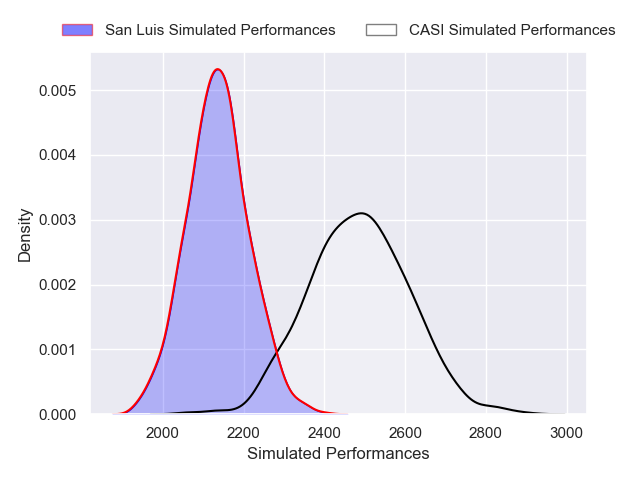 San Luis Simulated Performances CASI Simulated Performances
0.005
0.004
0.003
0.002
0.001
0.000
Density
2000 2200 2400 2600 2800 3000
Simulated Performances